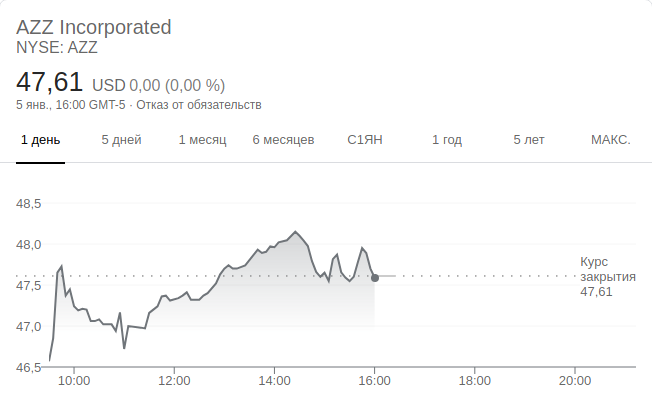 AZZ Incorporated
NYSE: AZZ
47,61 USD 0,00 (0,00 %)
5 янв., 16:00 GMT-5 · Отказ от обязательств
1 день 5 дней 1 месяц 6 месяцев С1ЯН 1 год 5 лет МАКС.
48,5
48,0
Курс
закрытия
47,61
47,5
47,0
46,5
10:00 12:00 14:00 16:00 18:00 20:00